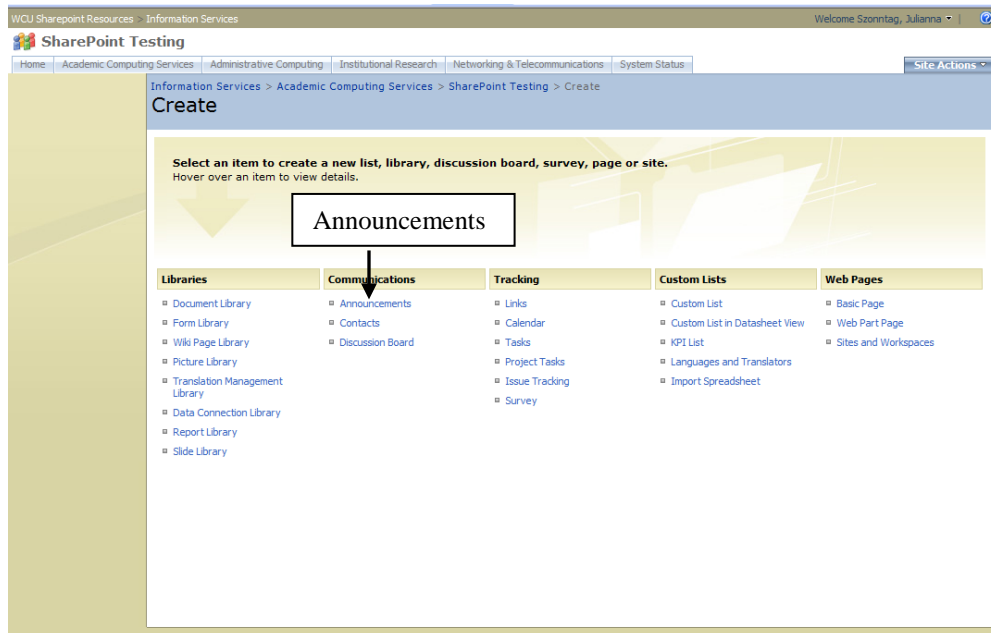 WCU Sharepoint Resources > Information Services
Welcome Szonntag, Julianna
SharePoint Testing
Home Academic Computing Services Administrative Computing Institutional Research Networking & Telecommunications System Status Site Actions
Information Services > Academic Computing Services > SharePoint Testing > Create
Create
Select an item to create a new list, library, discussion board, survey, page or site.
Hover over an item to view details.
Announcements
Libraries
Document Library
Form Library
Wiki Page Library
Picture Library
Translation Management
Library
Data Connection Library
Report Library
Slide Library
Communications
Announcements
Contacts
Discussion Board
Tracking
Links
Calendar
Tasks
Project Tasks
Issue Tracking
Survey
Custom Lists
Custom List
Custom List in Datasheet View
KPI List
Languages and Translators
Import Spreadsheet
Web Pages
Basic Page
Web Part Page
Sites and Workspaces